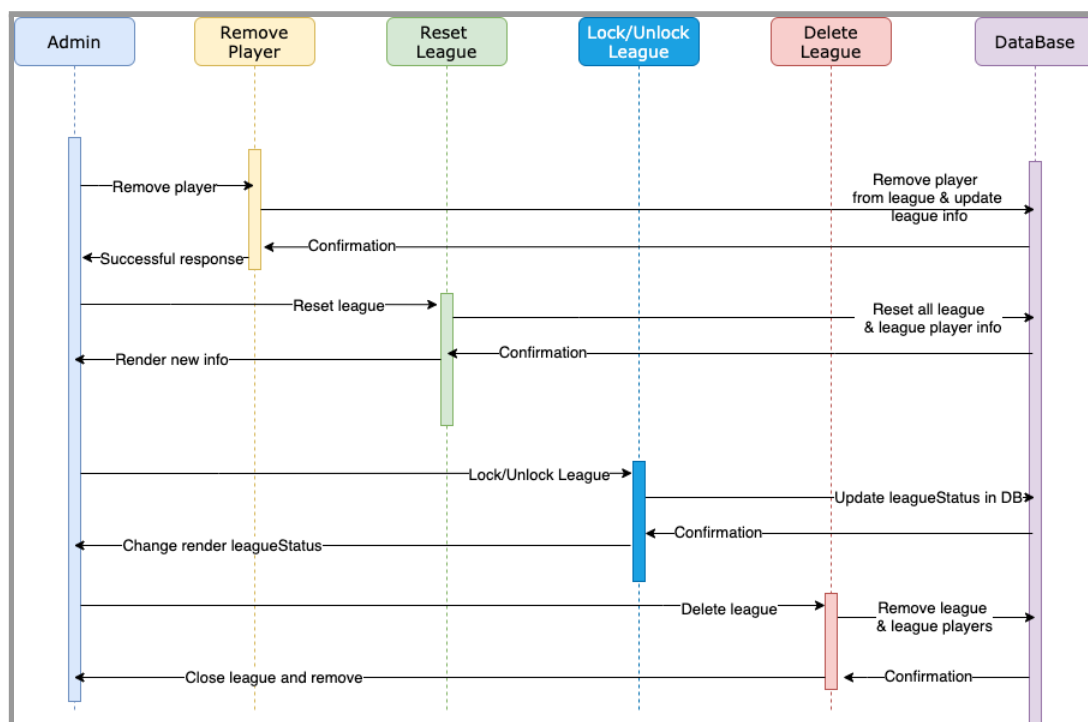 Admin
Remove
Player
Reset
League
Lock/Unlock
League
Delete
League
DataBase
Remove player
Remove player
from league & update
league info
Confirmation
Successful response
Reset league
Reset all league
& league player info
Confirmation
Render new info
Lock/Unlock League
Update leagueStatus in DB
Confirmation
Change render leagueStatus
Delete league
Remove league
& league players
Confirmation
Close league and remove